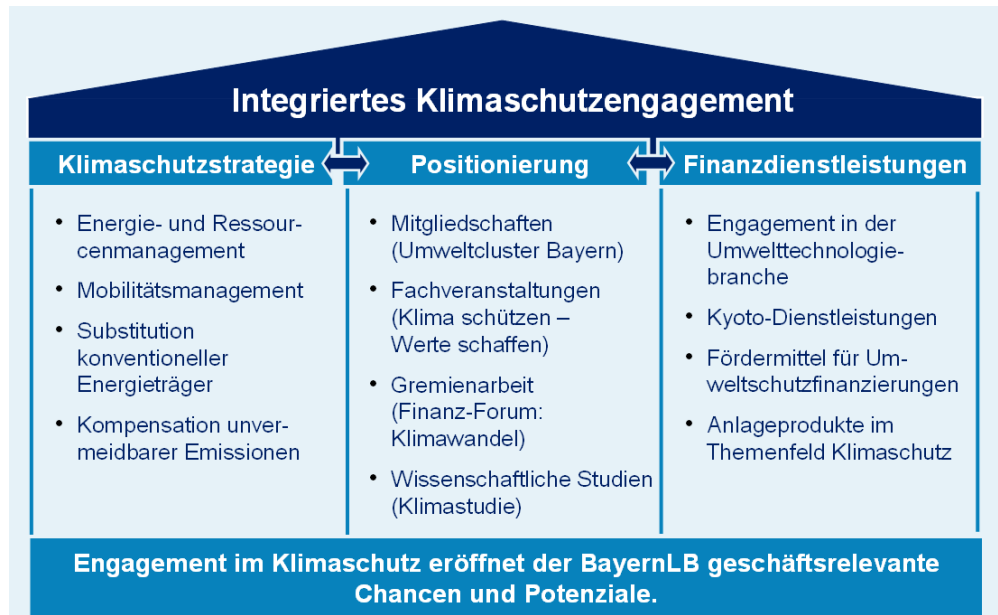 Integriertes Klimaschutzengagement
Klimaschutzstrategie
• Energie- und Ressour-
cenmanagement
• Mobilitätsmanagement
• Substitution
konventioneller
Energieträger
• Kompensation unver-
meidbarer Emissionen
Positionierung
• Mitgliedschaften
(Umweltcluster Bayern)
• Fachveranstaltungen
(Klima schützen –
Werte schaffen)
• Gremienarbeit
(Finanz-Forum:
Klimawandel)
• Wissenschaftliche Studien
(Klimastudie)
Finanzdienstleistungen
• Engagement in der
Umwelttechnologie-
branche
• Kyoto-Dienstleistungen
• Fördermittel für Um-
weltschutzfinanzierungen
• Anlageprodukte im
Themenfeld Klimaschutz
Engagement im Klimaschutz eröffnet der BayernLB geschäftsrelevante
Chancen und Potenziale.